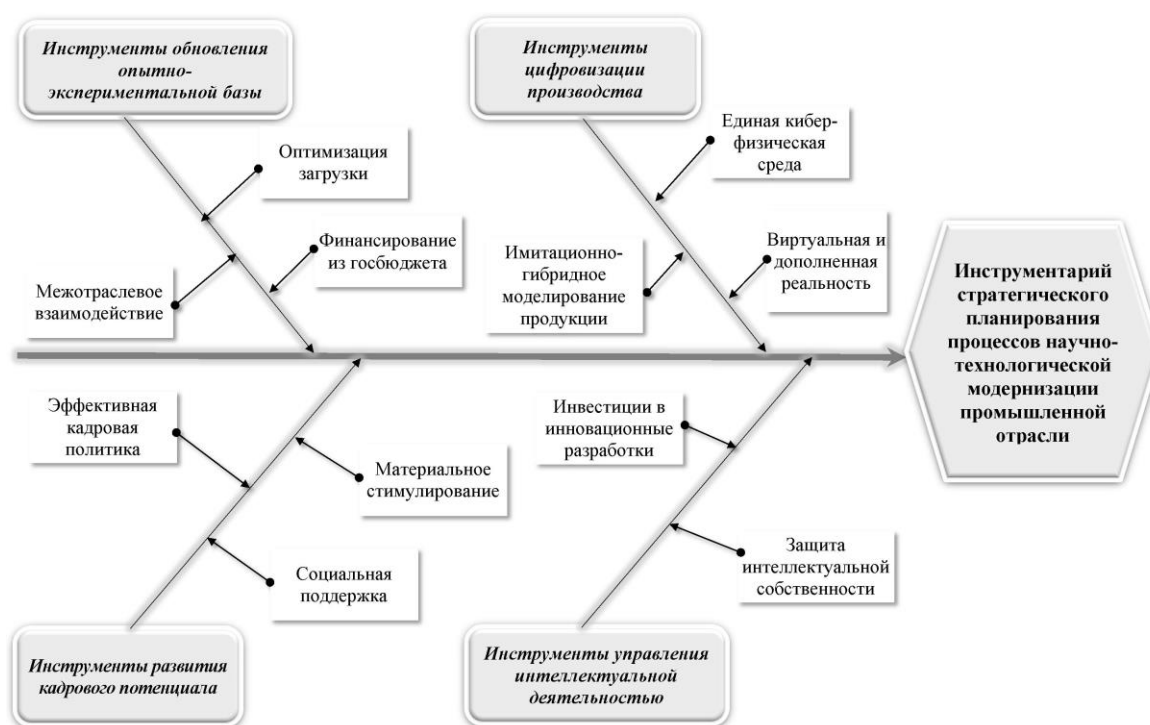 Инструменты обновления
опытно-
экспериментальной базы
Инструменты
цифровизации
производства
Оптимизация
загрузки
Единая кибер-
физическая
среда
Финансирование
из госбюджета
Межотраслевое
взаимодействие
Имитационно-
гибридное
моделирование
продукции
Виртуальная и
дополненная
реальность
Инструментарий
стратегического
планирования
процессов научно-
технологической
модернизации
промышленной
отрасли
Эффективная
кадровая
политика
Материальное
стимулирование
Инвестиции в
инновационные
разработки
Социальная
поддержка
Защита
интеллектуальной
собственности
Инструменты развития
кадрового потенциала
Инструменты управления
интеллектуальной
деятельностью